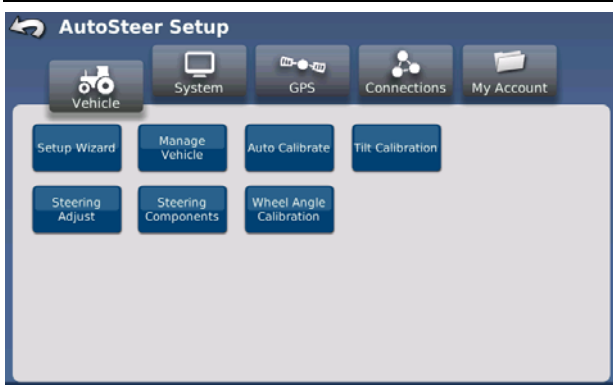 AutoSteer Setup
Vehicle
System
GPS
Connections
My Account
Setup Wizard
Manage
Vehicle
Auto Calibrate
Tilt Calibration
Steering
Adjust
Steering
Components
Wheel Angle
Calibration